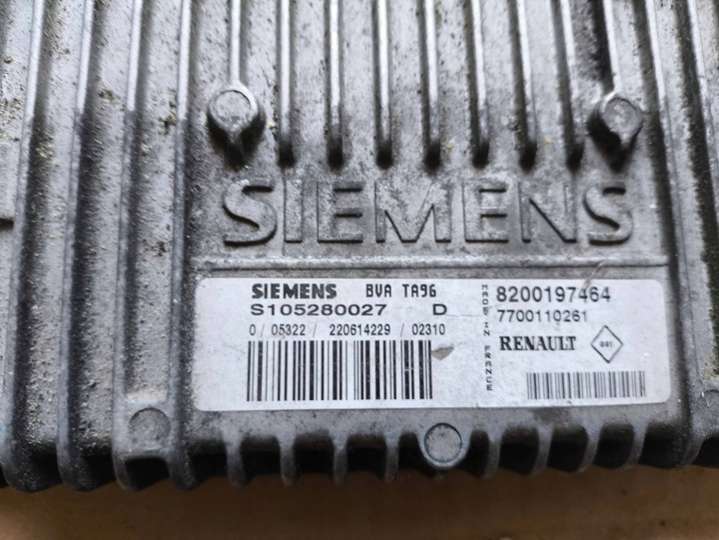 SIEMENS
SIEMENS BVA TA96
S105280027 D
0 / 05322 / 220614229 / 02310
MADE IN FRANCE
8200197464
7700110261
RENAULT